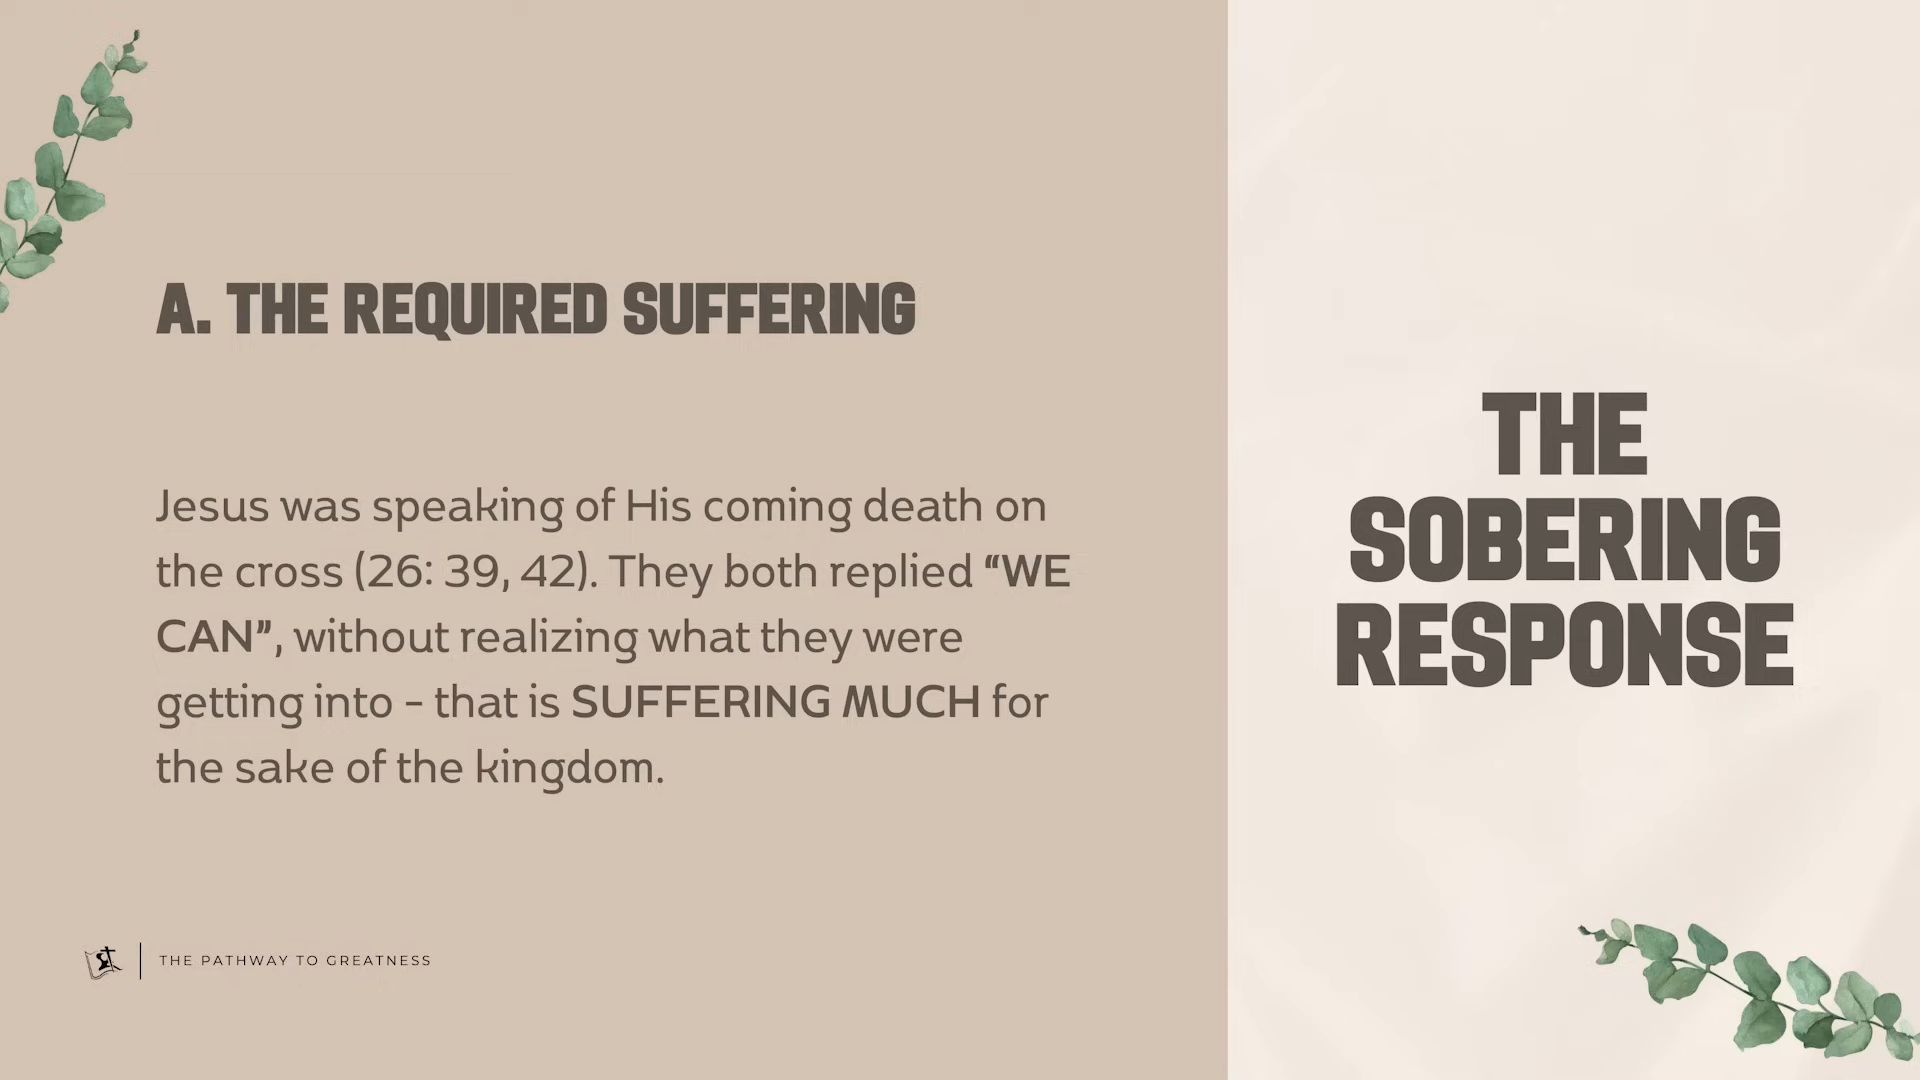 A. THE REQUIRED SUFFERING
Jesus was speaking of His coming death on
the cross (26: 39, 42). They both replied “WE
CAN”, without realizing what they were
getting into - that is SUFFERING MUCH for
the sake of the kingdom.
THE PATHWAY TO GREATNESS
THE
SOBERING
RESPONSE